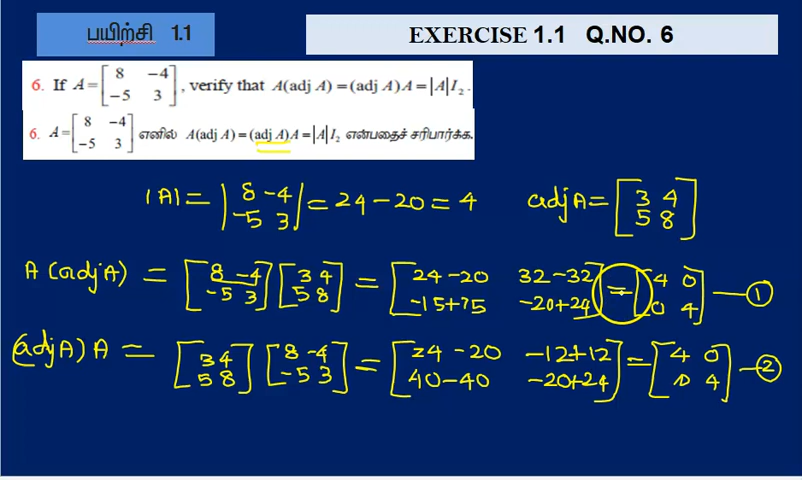 பயிற்சி 1.1
EXERCISE 1.1 Q.NO. 6
6. If A = [8 −4; −5 3], verify that A(adj A) = (adj A)A = |A| I₂.
6. A = [8 −4; −5 3] எனில் A(adj A) = (adj A)A = |A| I₂ என்பதைச் சரிபார்க்க.
|A| = |8 −4; −5 3| = 24 − 20 = 4 adj A = [3 4; 5 8]
A (adj A) = [8 −4; −5 3] [3 4; 5 8] = [24 − 20 32 − 32; −15 + 15 −20 + 24] = [4 0; 0 4] — ①
(adj A) A = [3 4; 5 8] [8 −4; −5 3] = [24 − 20 −12 + 12; 40 − 40 −20 + 24] = [4 0; 0 4] — ②